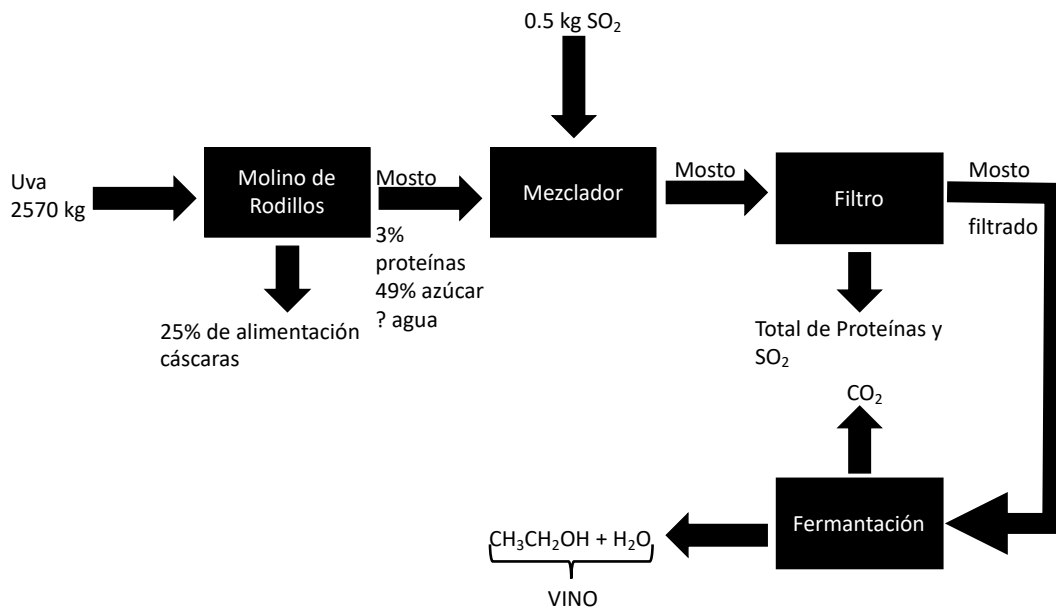 0.5 kg SO₂
Uva
2570 kg
Molino de
Rodillos
Mosto
3%
proteínas
49% azúcar
? agua
25% de alimentación
cáscaras
Mezclador
Mosto
Filtro
Mosto
filtrado
Total de Proteínas y
SO₂
CO₂
Fermantación
CH₃CH₂OH + H₂O
VINO